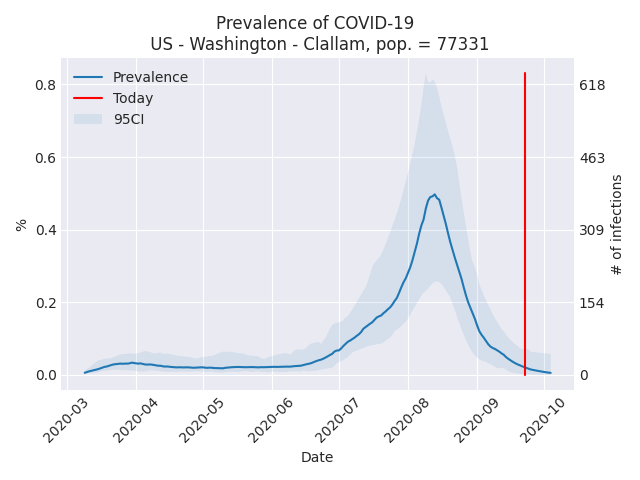 Prevalence of COVID-19
US - Washington - Clallam, pop. = 77331
Prevalence
Today
95CI
0.8
0.6
0.4
0.2
0.0
%
618
463
309
154
0
# of infections
2020-03
2020-04
2020-05
2020-06
2020-07
2020-08
2020-09
2020-10
Date